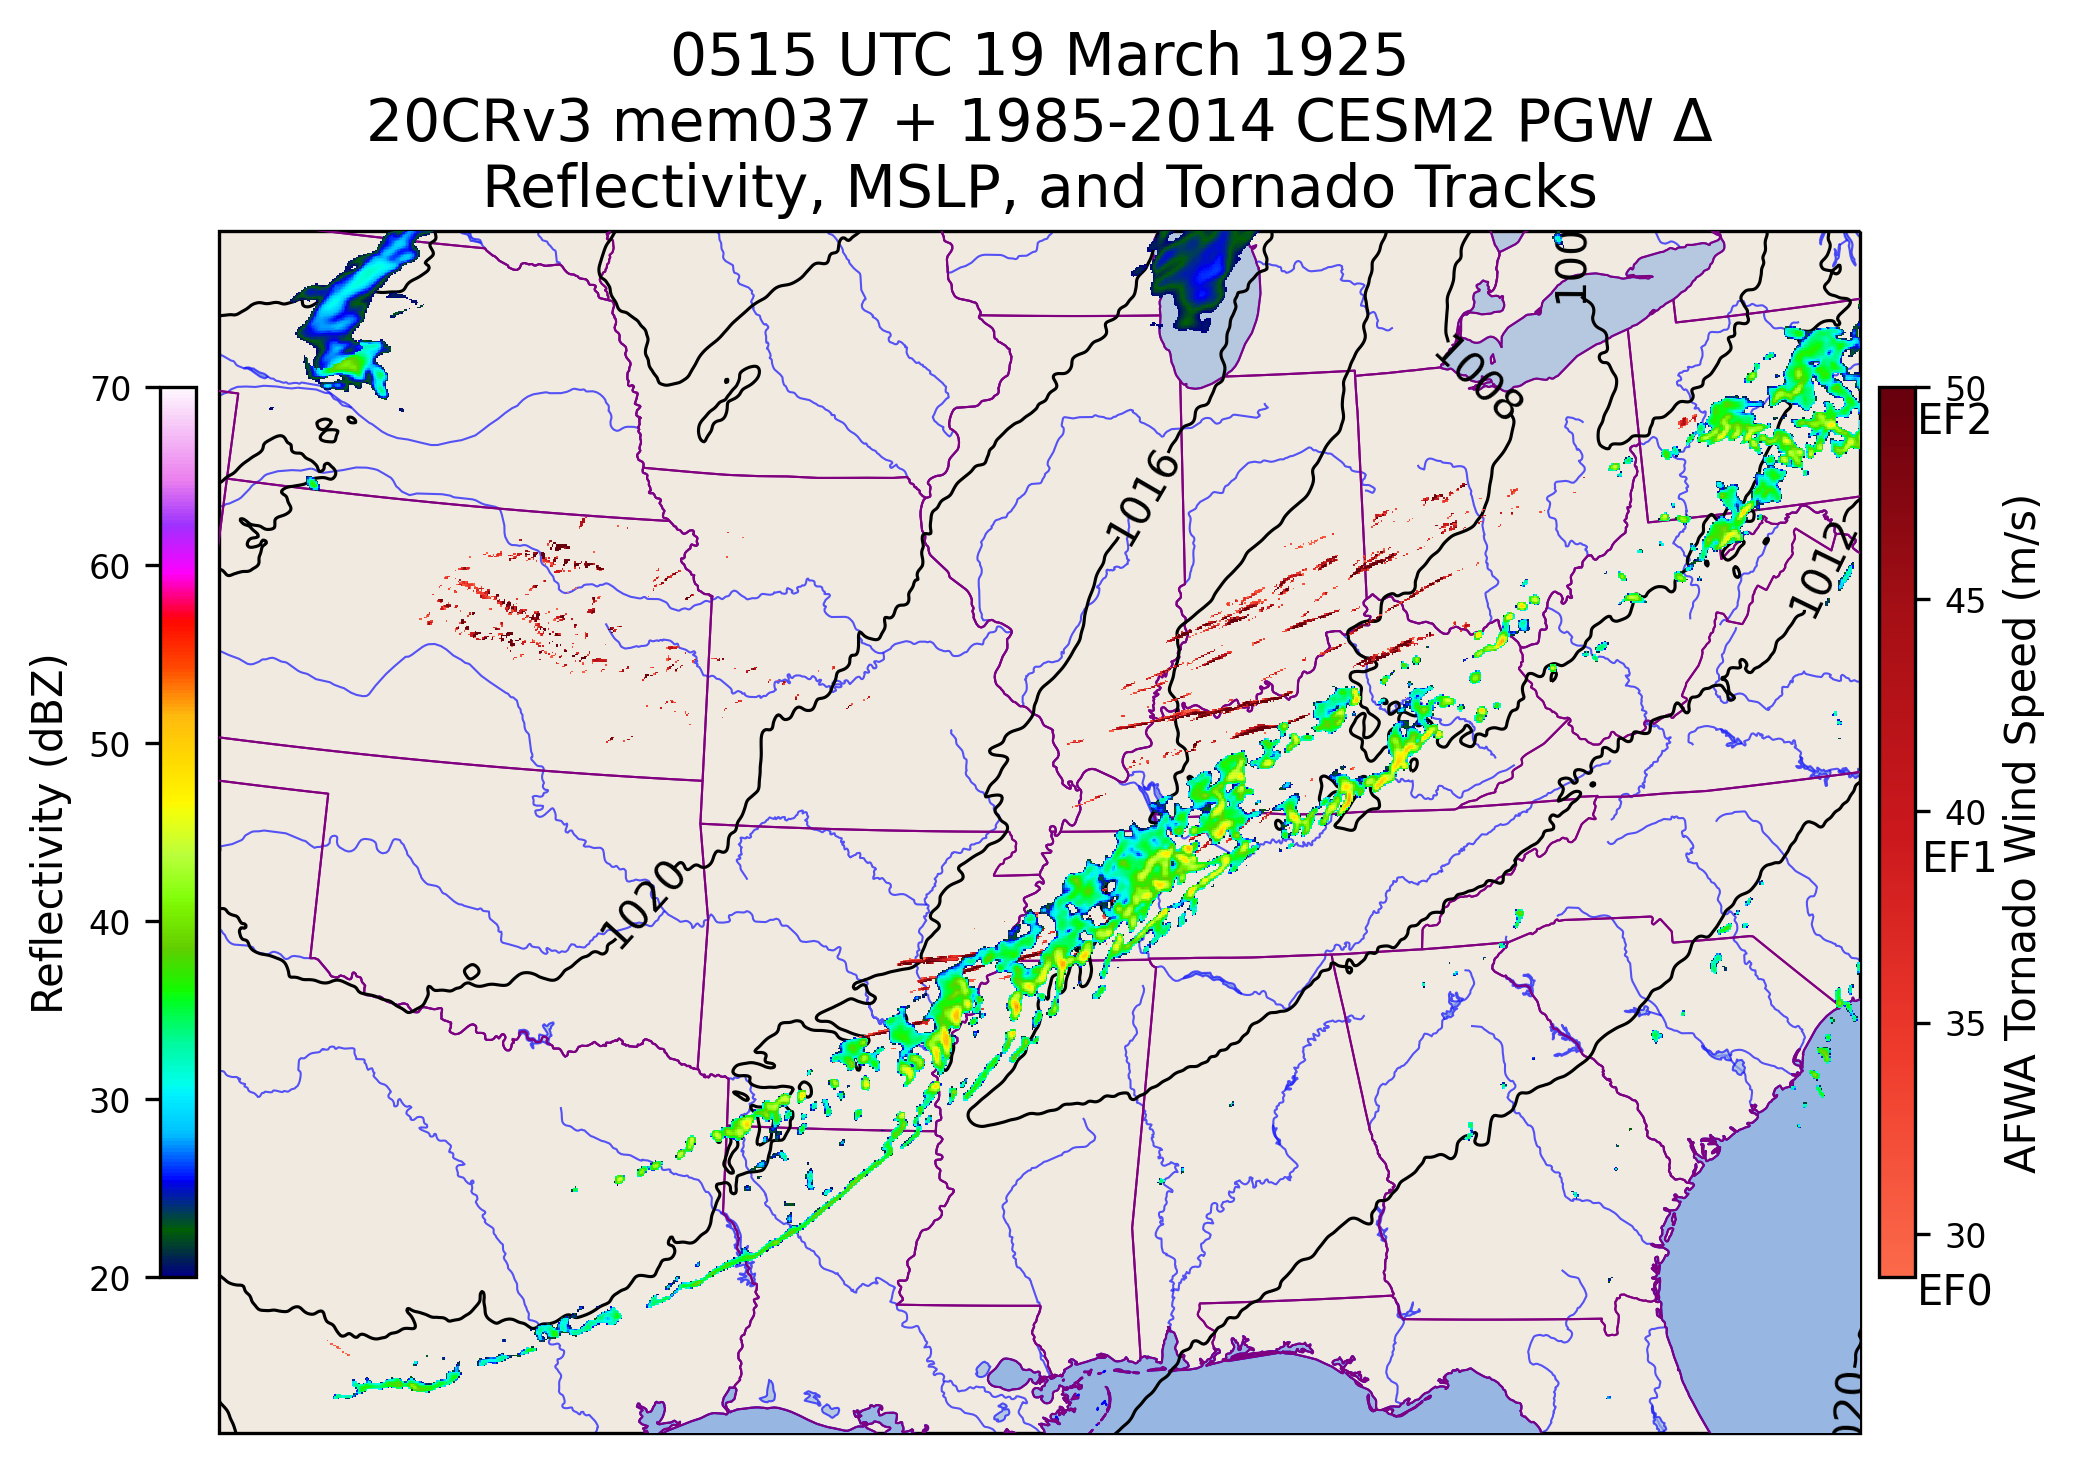 0515 UTC 19 March 1925
20CRv3 mem037 + 1985-2014 CESM2 PGW Δ
Reflectivity, MSLP, and Tornado Tracks
Reflectivity (dBZ)
70
60
50
40
30
20
100
1008
1016
1012
1020
020
50
EF2
45
40
EF1
35
30
EF0
AFWA Tornado Wind Speed (m/s)